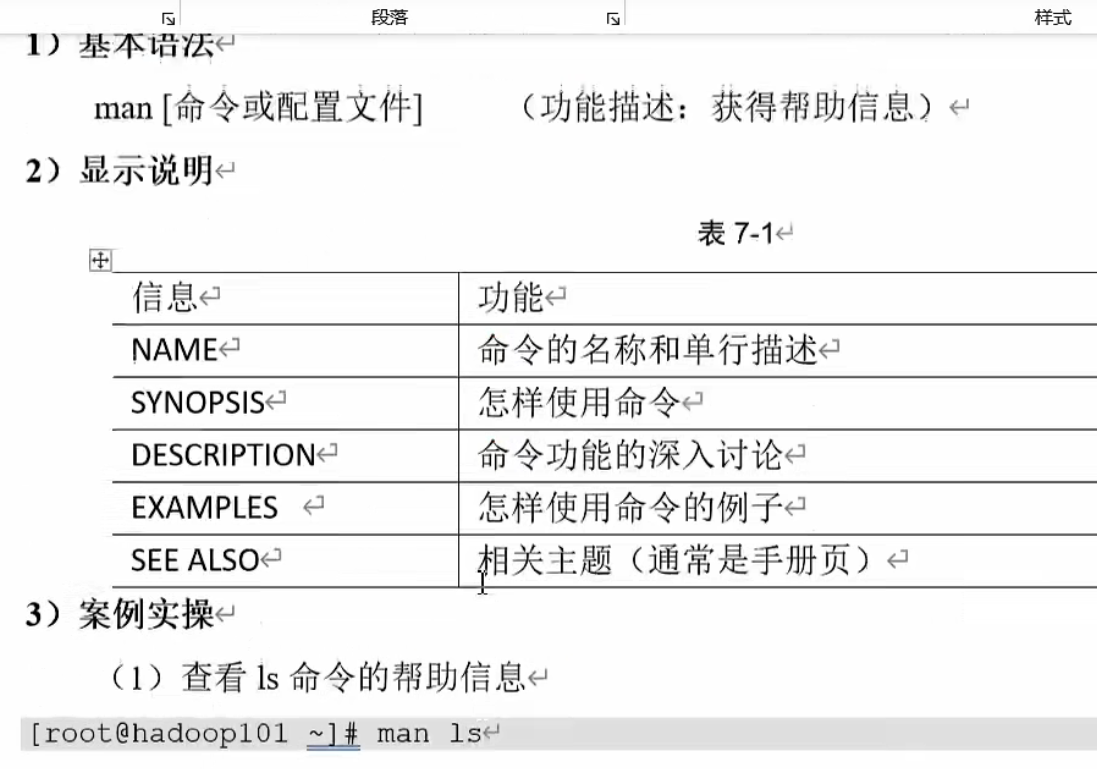 段落 样式
1）基本语法
man [命令或配置文件] （功能描述：获得帮助信息）
2）显示说明
表 7-1
信息 功能
NAME 命令的名称和单行描述
SYNOPSIS 怎样使用命令
DESCRIPTION 命令功能的深入讨论
EXAMPLES 怎样使用命令的例子
SEE ALSO 相关主题（通常是手册页）
3）案例实操
（1）查看 ls 命令的帮助信息
[root@hadoop101 ~]# man ls